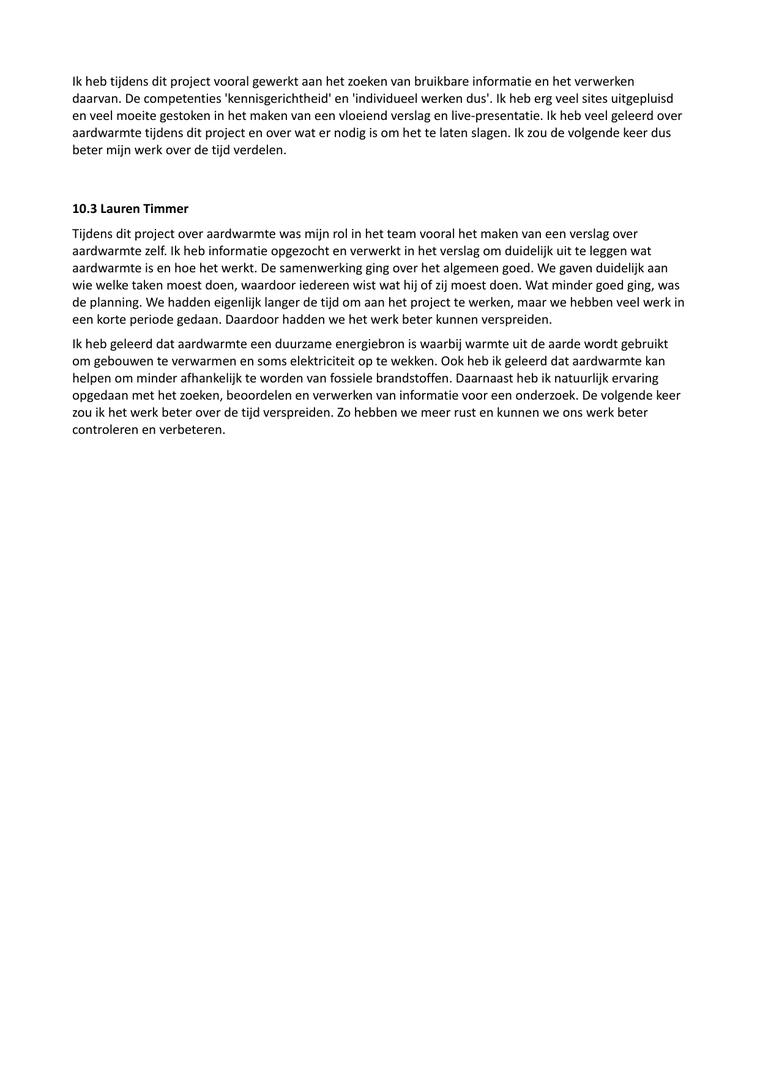 Ik heb tijdens dit project vooral gewerkt aan het zoeken van bruikbare informatie en het verwerken
daarvan. De competenties 'kennisgerichtheid' en 'individueel werken dus'. Ik heb erg veel sites uitgepluisd
en veel moeite gestoken in het maken van een vloeiend verslag en live-presentatie. Ik heb veel geleerd over
aardwarmte tijdens dit project en over wat er nodig is om het te laten slagen. Ik zou de volgende keer dus
beter mijn werk over de tijd verdelen.
10.3 Lauren Timmer
Tijdens dit project over aardwarmte was mijn rol in het team vooral het maken van een verslag over
aardwarmte zelf. Ik heb informatie opgezocht en verwerkt in het verslag om duidelijk uit te leggen wat
aardwarmte is en hoe het werkt. De samenwerking ging over het algemeen goed. We gaven duidelijk aan
wie welke taken moest doen, waardoor iedereen wist wat hij of zij moest doen. Wat minder goed ging, was
de planning. We hadden eigenlijk langer de tijd om aan het project te werken, maar we hebben veel werk in
een korte periode gedaan. Daardoor hadden we het werk beter kunnen verspreiden.
Ik heb geleerd dat aardwarmte een duurzame energiebron is waarbij warmte uit de aarde wordt gebruikt
om gebouwen te verwarmen en soms elektriciteit op te wekken. Ook heb ik geleerd dat aardwarmte kan
helpen om minder afhankelijk te worden van fossiele brandstoffen. Daarnaast heb ik natuurlijk ervaring
opgedaan met het zoeken, beoordelen en verwerken van informatie voor een onderzoek. De volgende keer
zou ik het werk beter over de tijd verspreiden. Zo hebben we meer rust en kunnen we ons werk beter
controleren en verbeteren.